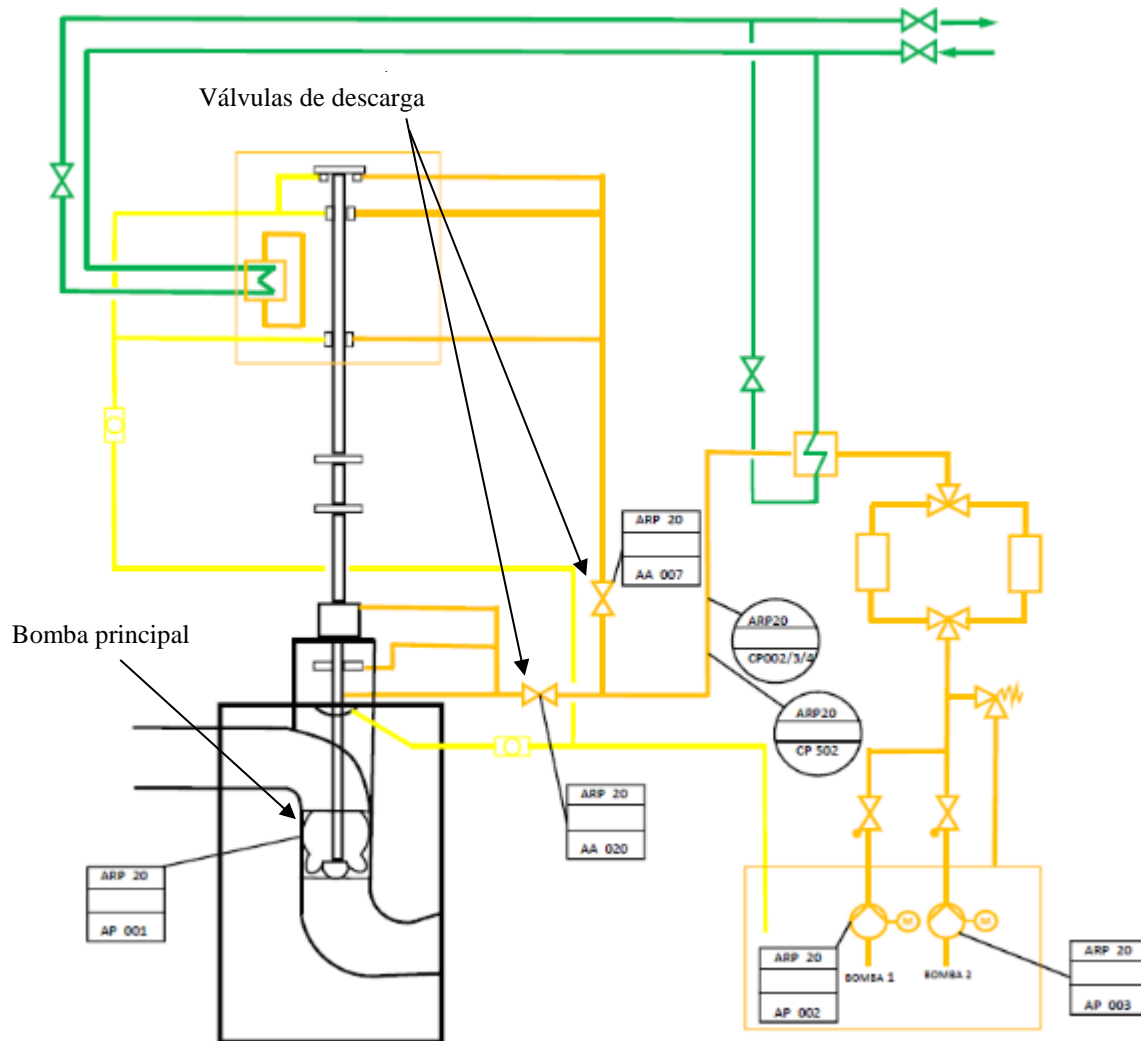 Válvulas de descarga
ARP 20
AA 007
ARP20
CP002/3/4
Bomba principal
ARP20
CP 502
ARP 20
AA 020
ARP 20
AP 001
M
M
ARP 20
AP 002
BOMBA 1
BOMBA 2
ARP 20
AP 003